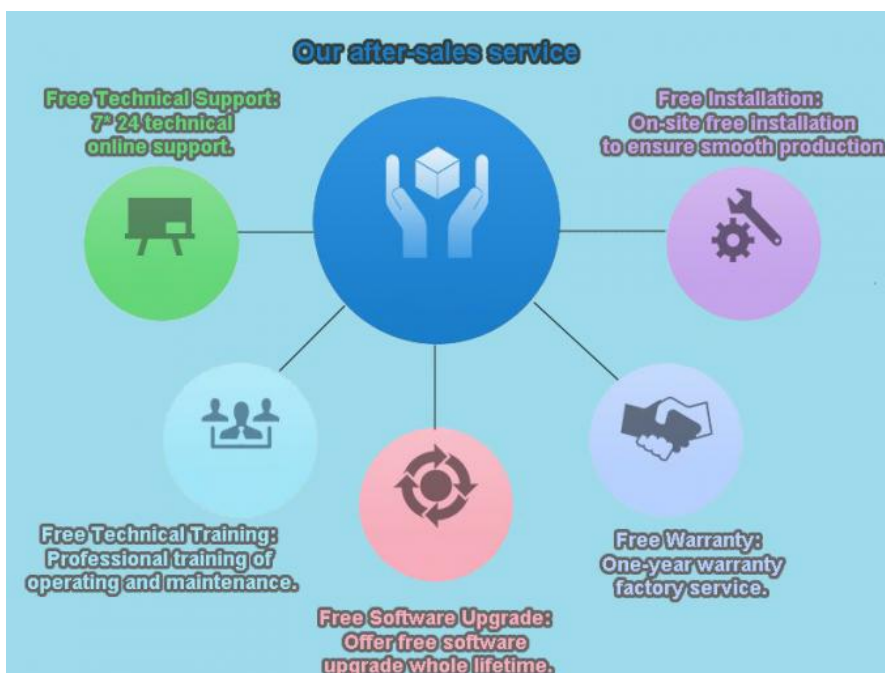 Our after-sales service
Free Technical Support:
7* 24 technical
online support.
Free Installation:
On-site free installation
to ensure smooth production
Free Technical Training:
Professional training of
operating and maintenance.
Free Warranty:
One-year warranty
factory service.
Free Software Upgrade:
Offer free software
upgrade whole lifetime.